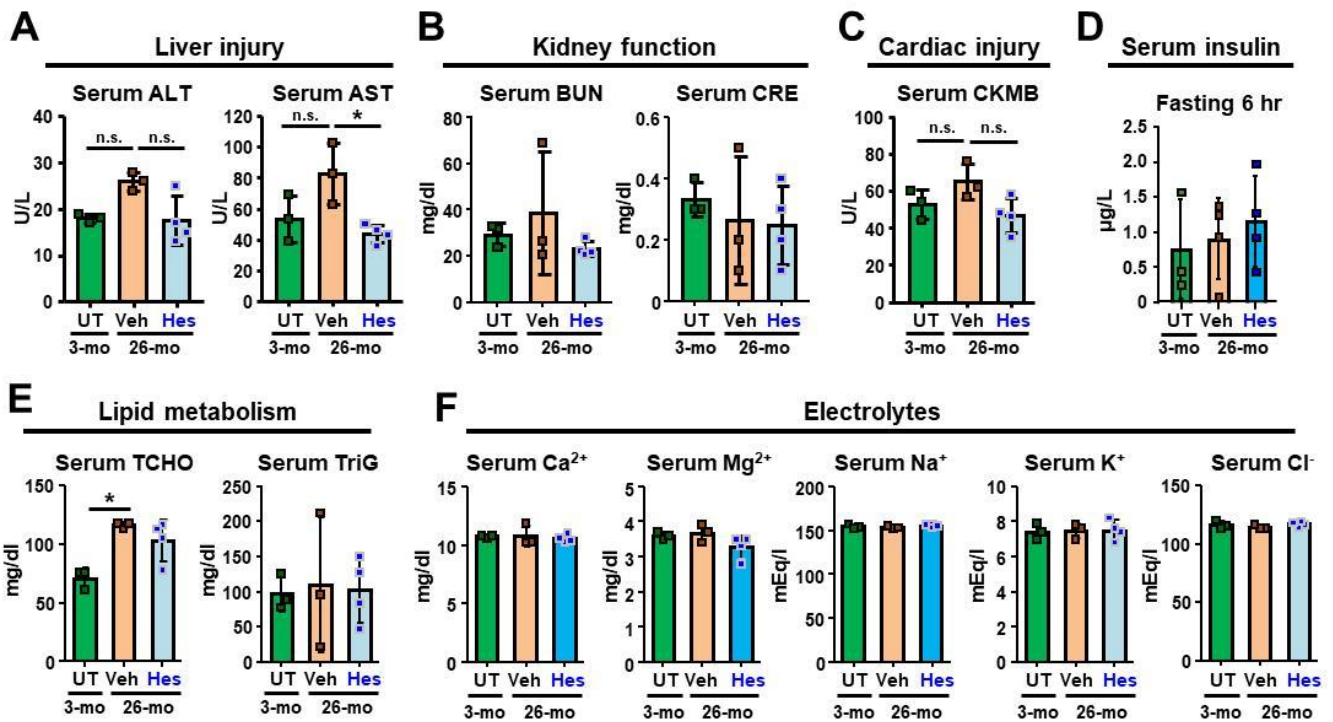 A Liver injury
Serum ALT
U/L
40
30
20
10
0
n.s. n.s.
UT Veh Hes
3-mo 26-mo
Serum AST
U/L
120
100
80
60
40
20
0
n.s. *
UT Veh Hes
3-mo 26-mo
B Kidney function
Serum BUN
mg/dl
80
60
40
20
0
UT Veh Hes
3-mo 26-mo
Serum CRE
mg/dl
0.6
0.4
0.2
0
UT Veh Hes
3-mo 26-mo
C Cardiac injury
Serum CKMB
U/L
100
80
60
40
20
0
n.s. n.s.
UT Veh Hes
3-mo 26-mo
D Serum insulin
Fasting 6 hr
µg/L
2.5
2.0
1.5
1.0
0.5
0
UT Veh Hes
3-mo 26-mo
E Lipid metabolism
Serum TCHO
mg/dl
150
100
50
0
*
UT Veh Hes
3-mo 26-mo
Serum TriG
mg/dl
250
200
150
100
50
0
UT Veh Hes
3-mo 26-mo
F Electrolytes
Serum Ca2+
mg/dl
15
10
5
0
UT Veh Hes
3-mo 26-mo
Serum Mg2+
mg/dl
5
4
3
2
1
0
UT Veh Hes
3-mo 26-mo
Serum Na+
mEq/l
200
150
100
50
0
UT Veh Hes
3-mo 26-mo
Serum K+
mEq/l
10
8
6
4
2
0
UT Veh Hes
3-mo 26-mo
Serum Cl-
mEq/l
150
100
50
0
UT Veh Hes
3-mo 26-mo